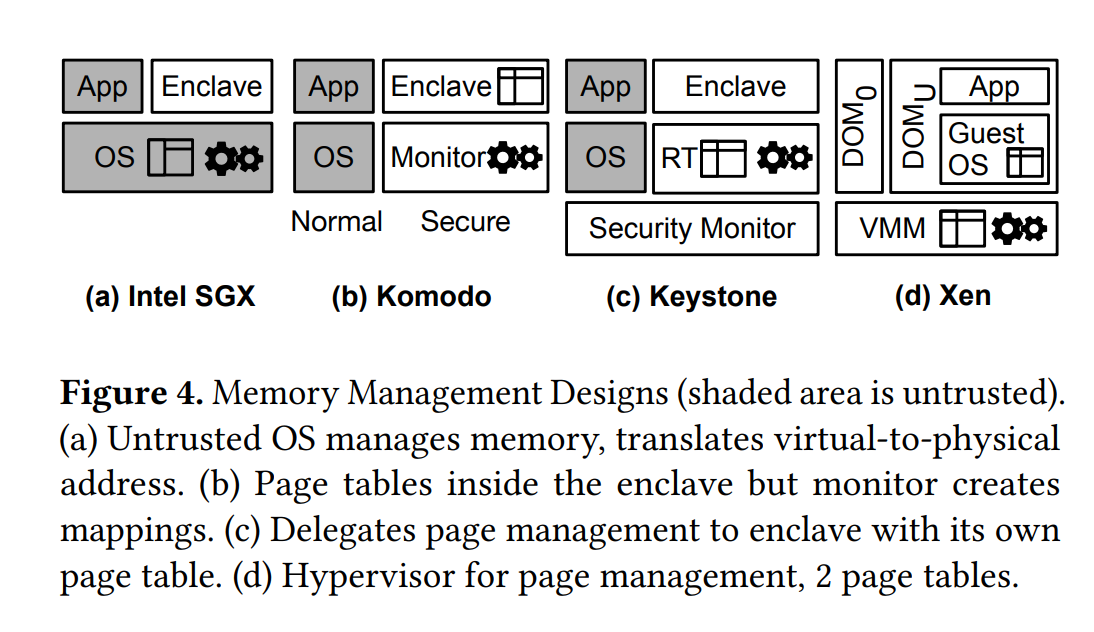 App Enclave App Enclave App Enclave DOM0 DOMU App
OS OS Monitor OS RT Guest
OS
Normal Secure Security Monitor VMM
(a) Intel SGX (b) Komodo (c) Keystone (d) Xen
Figure 4. Memory Management Designs (shaded area is untrusted).
(a) Untrusted OS manages memory, translates virtual-to-physical
address. (b) Page tables inside the enclave but monitor creates
mappings. (c) Delegates page management to enclave with its own
page table. (d) Hypervisor for page management, 2 page tables.